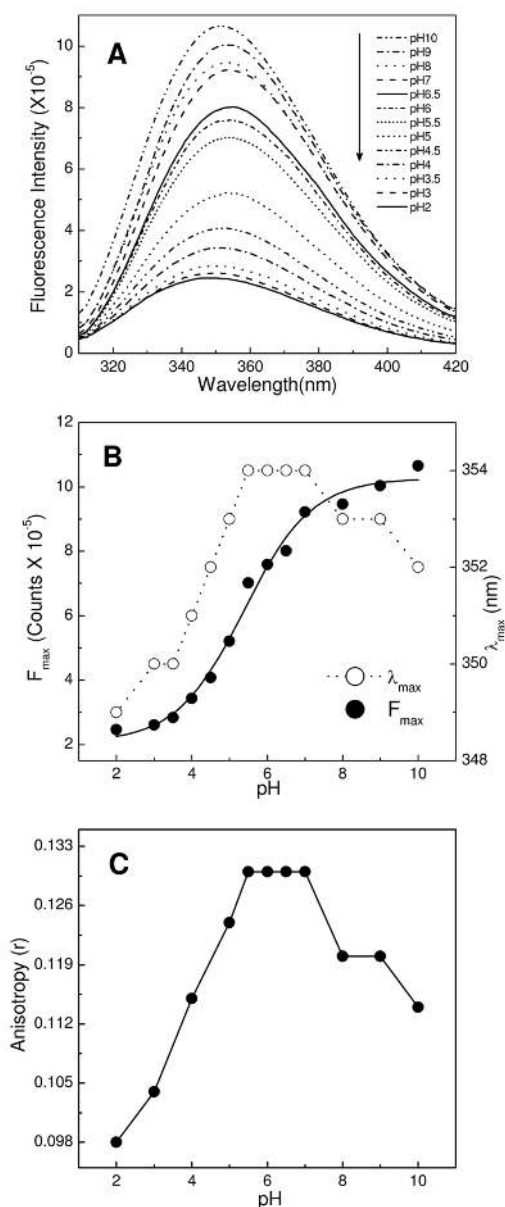 A
Fluorescence Intensity (X10⁻⁵)
10
8
6
4
2
0
pH10
pH9
pH8
pH7
pH6.5
pH6
pH5.5
pH5
pH4.5
pH4
pH3.5
pH3
pH2
320 340 360 380 400 420
Wavelength(nm)
B
F_max (Counts X 10⁻⁵)
12
10
8
6
4
2
354
352
350
348
λ_max (nm)
λ_max
F_max
2 4 6 8 10
pH
C
Anisotropy (r)
0.133
0.126
0.119
0.112
0.105
0.098
2 4 6 8 10
pH